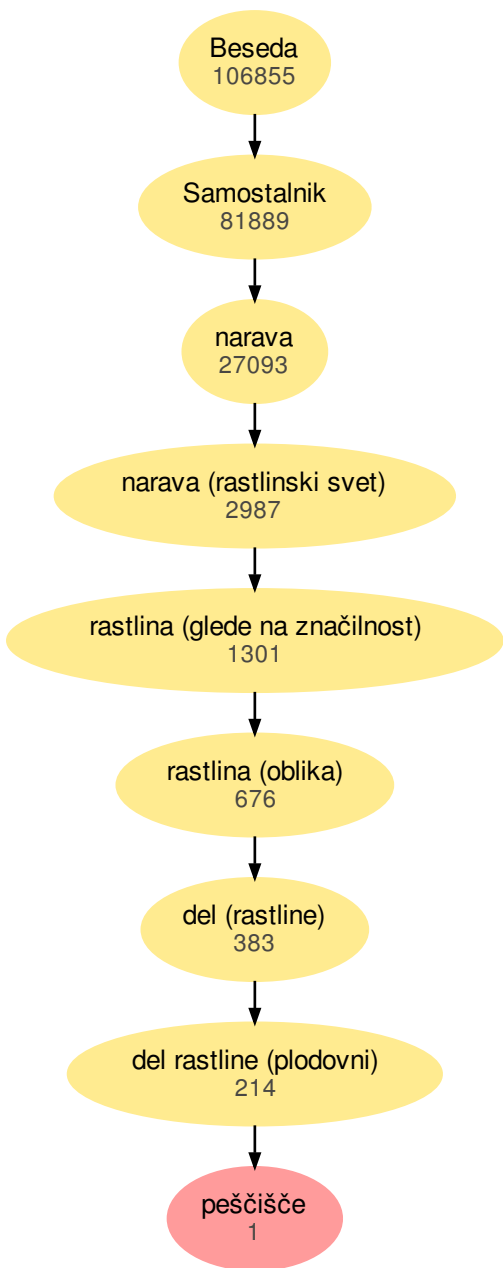 Beseda
106855
Samostalnik
81889
narava
27093
narava (rastlinski svet)
2987
rastlina (glede na značilnost)
1301
rastlina (oblika)
676
del (rastline)
383
del rastline (plodovni)
214
peščišče
1